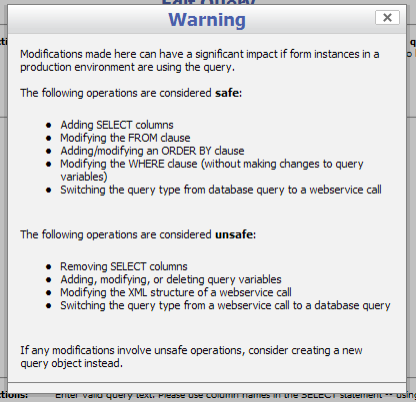 Edit Query
Warning
Modifications made here can have a significant impact if form instances in a
production environment are using the query.
The following operations are considered safe:
Adding SELECT columns
Modifying the FROM clause
Adding/modifying an ORDER BY clause
Modifying the WHERE clause (without making changes to query
variables)
Switching the query type from database query to a webservice call
The following operations are considered unsafe:
Removing SELECT columns
Adding, modifying, or deleting query variables
Modifying the XML structure of a webservice call
Switching the query type from a webservice call to a database query
If any modifications involve unsafe operations, consider creating a new
query object instead.
ctions: Enter valid query text. Please use column names in the SELECT statement -- using